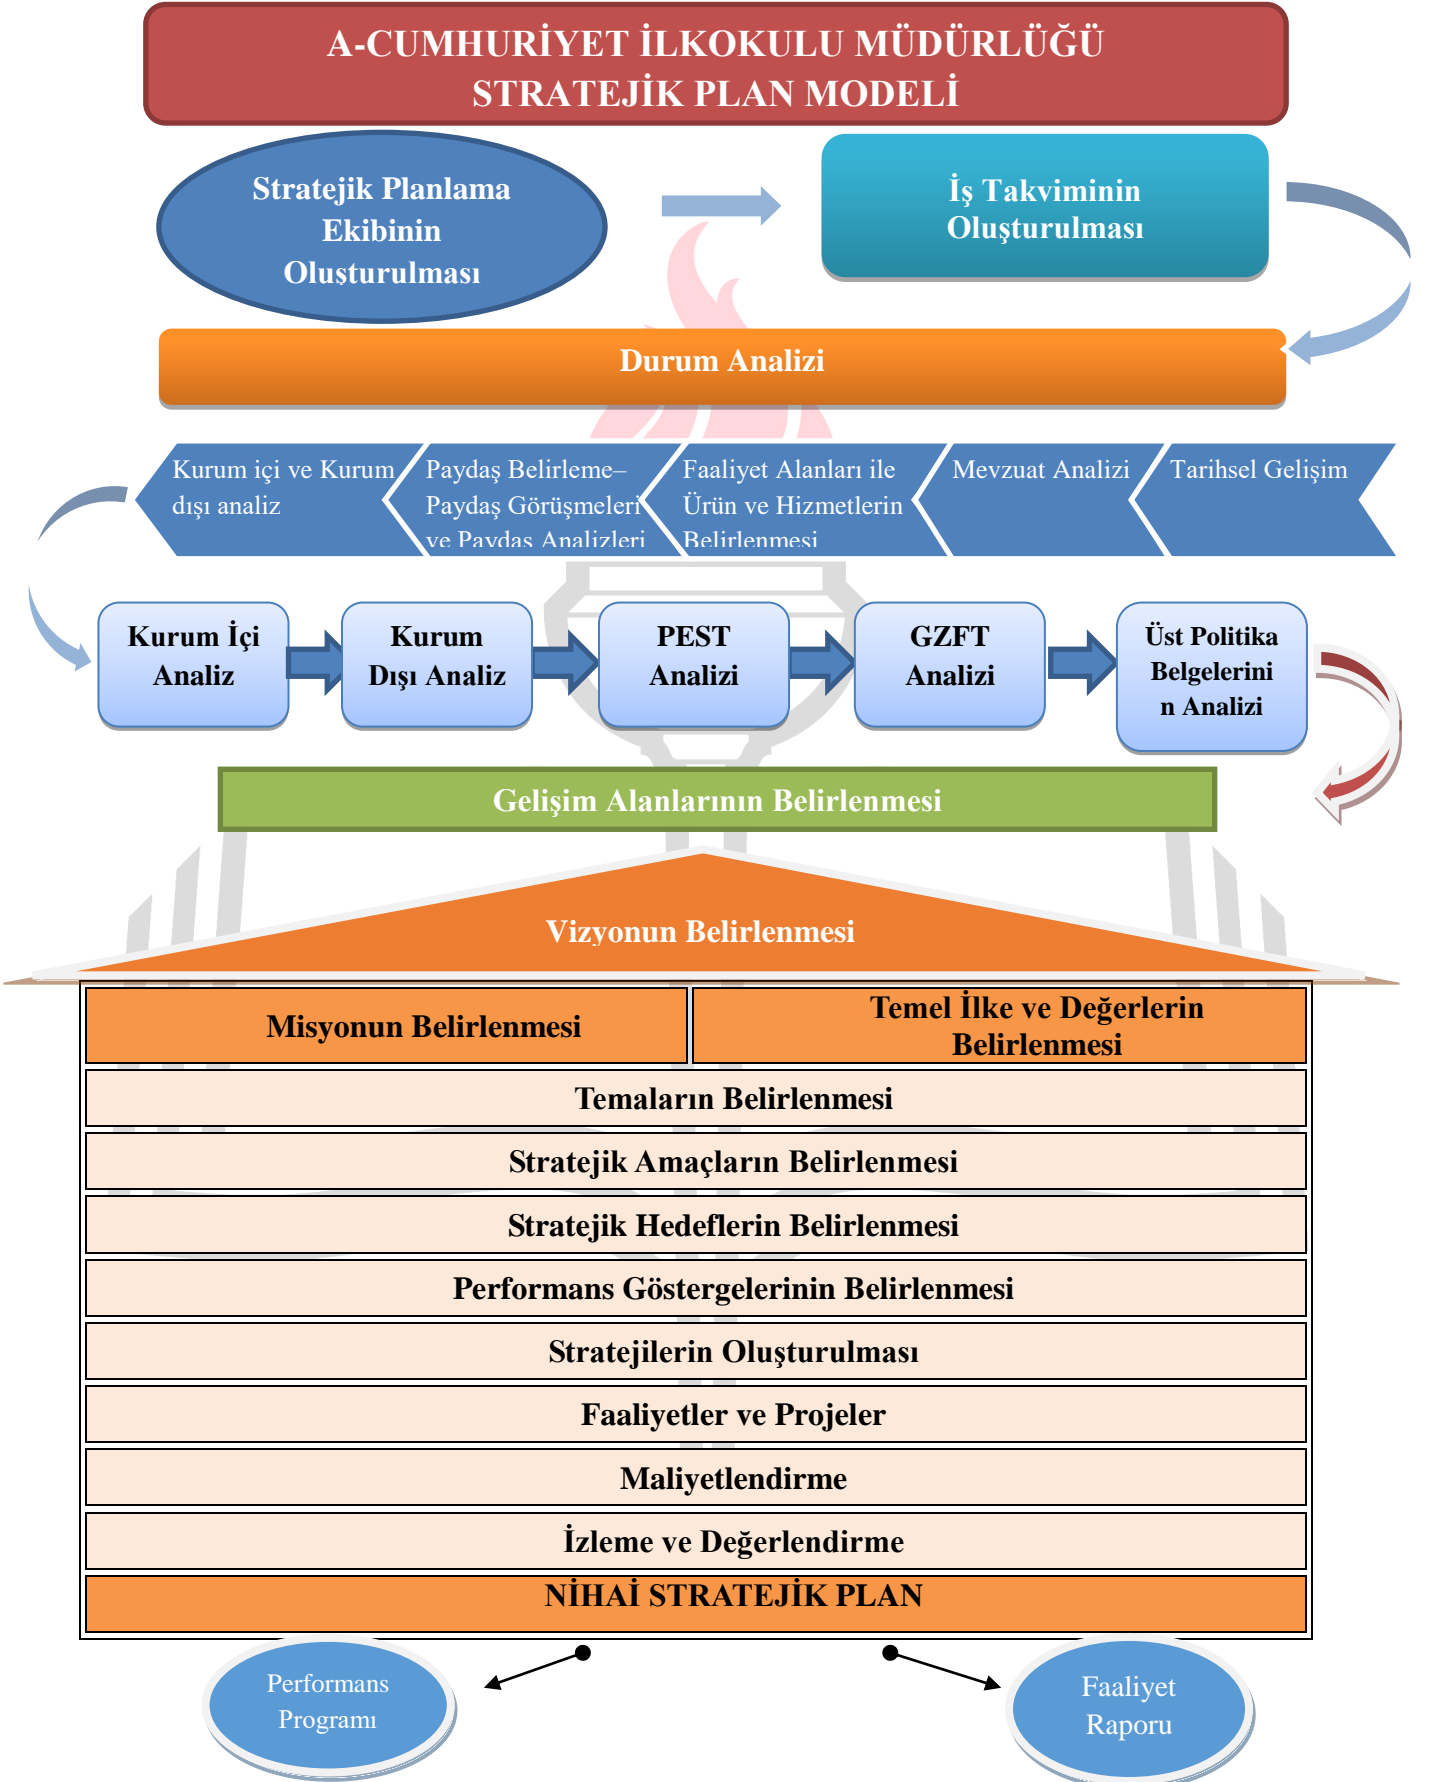 A-CUMHURİYET İLKOKULU MÜDÜRLÜĞÜ
STRATEJİK PLAN MODELİ
Stratejik Planlama
Ekibinin
Oluşturulması
İş Takviminin
Oluşturulması
Durum Analizi
Kurum içi ve Kurum
dışı analiz
Paydaş Belirleme–
Paydaş Görüşmeleri
ve Paydaş Analizleri
Faaliyet Alanları ile
Ürün ve Hizmetlerin
Belirlenmesi
Mevzuat Analizi
Tarihsel Gelişim
Kurum İçi
Analiz
Kurum
Dışı Analiz
PEST
Analizi
GZFT
Analizi
Üst Politika
Belgelerini
n Analizi
Gelişim Alanlarının Belirlenmesi
Vizyonun Belirlenmesi
Misyonun Belirlenmesi
Temel İlke ve Değerlerin
Belirlenmesi
Temaların Belirlenmesi
Stratejik Amaçların Belirlenmesi
Stratejik Hedeflerin Belirlenmesi
Performans Göstergelerinin Belirlenmesi
Stratejilerin Oluşturulması
Faaliyetler ve Projeler
Maliyetlendirme
İzleme ve Değerlendirme
NİHAİ STRATEJİK PLAN
Performans
Programı
Faaliyet
Raporu